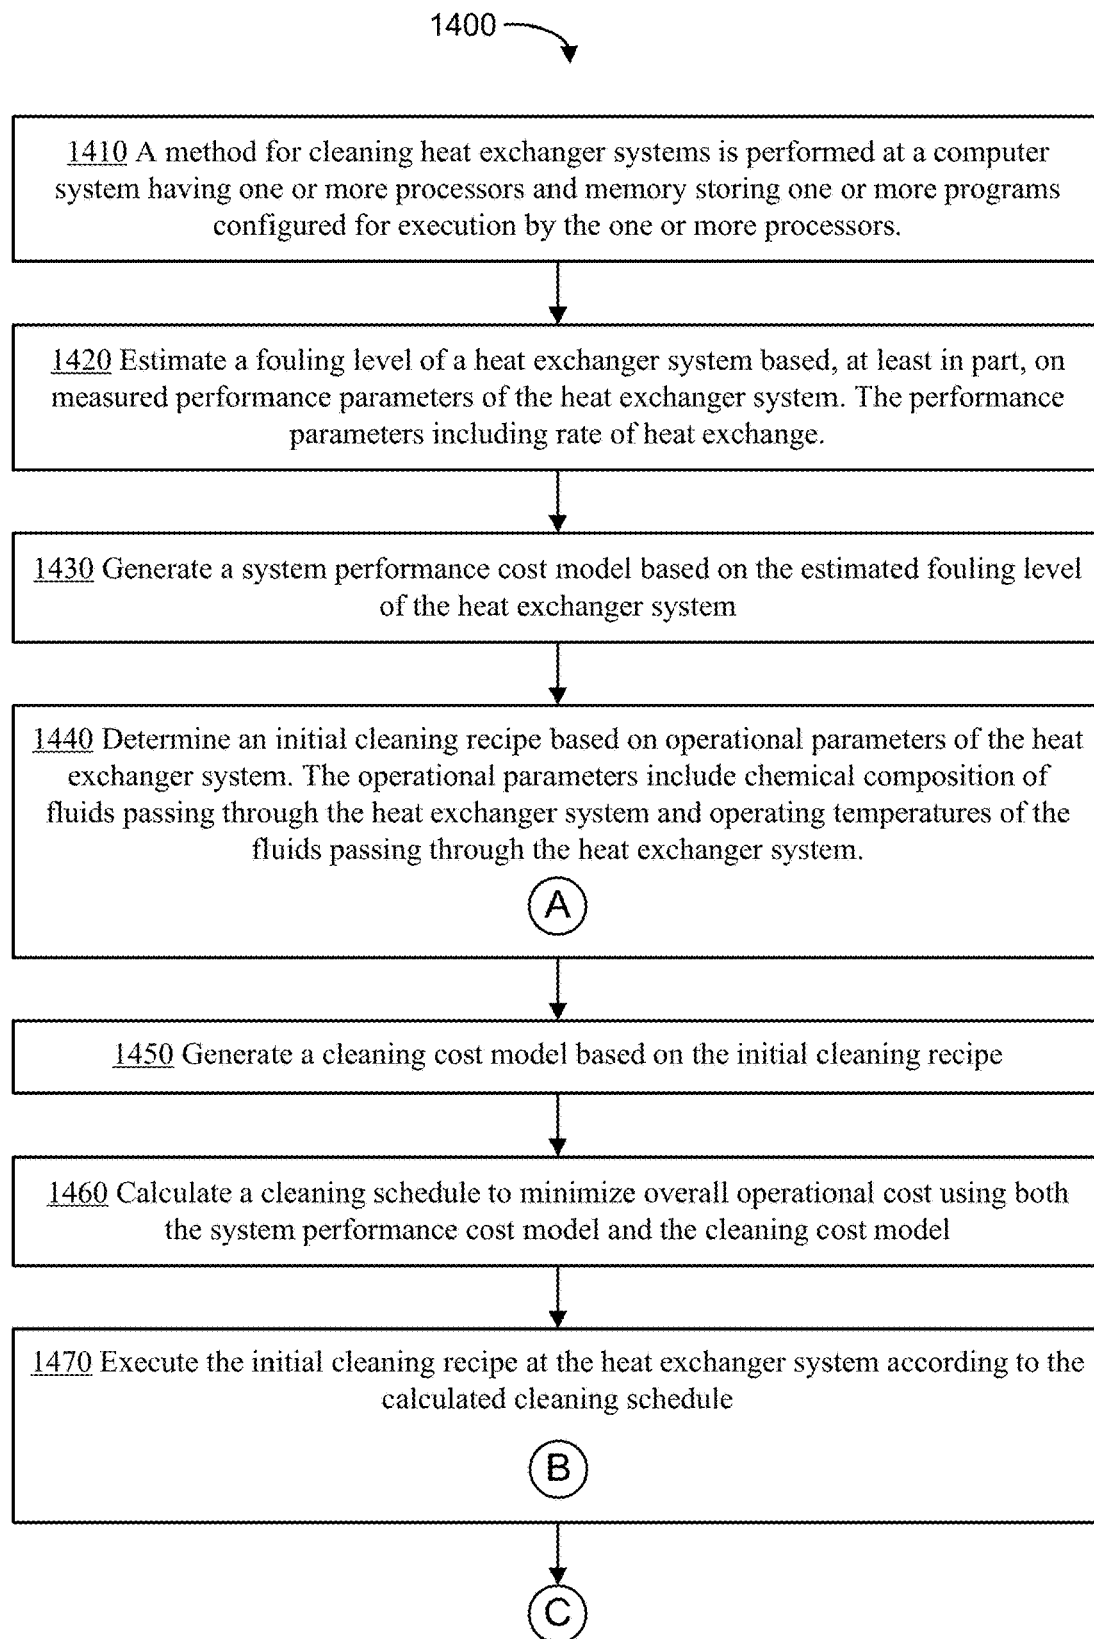 1400
1410 A method for cleaning heat exchanger systems is performed at a computer
system having one or more processors and memory storing one or more programs
configured for execution by the one or more processors.
1420 Estimate a fouling level of a heat exchanger system based, at least in part, on
measured performance parameters of the heat exchanger system. The performance
parameters including rate of heat exchange.
1430 Generate a system performance cost model based on the estimated fouling level
of the heat exchanger system
1440 Determine an initial cleaning recipe based on operational parameters of the heat
exchanger system. The operational parameters include chemical composition of
fluids passing through the heat exchanger system and operating temperatures of the
fluids passing through the heat exchanger system.
A
1450 Generate a cleaning cost model based on the initial cleaning recipe
1460 Calculate a cleaning schedule to minimize overall operational cost using both
the system performance cost model and the cleaning cost model
1470 Execute the initial cleaning recipe at the heat exchanger system according to the
calculated cleaning schedule
B
C